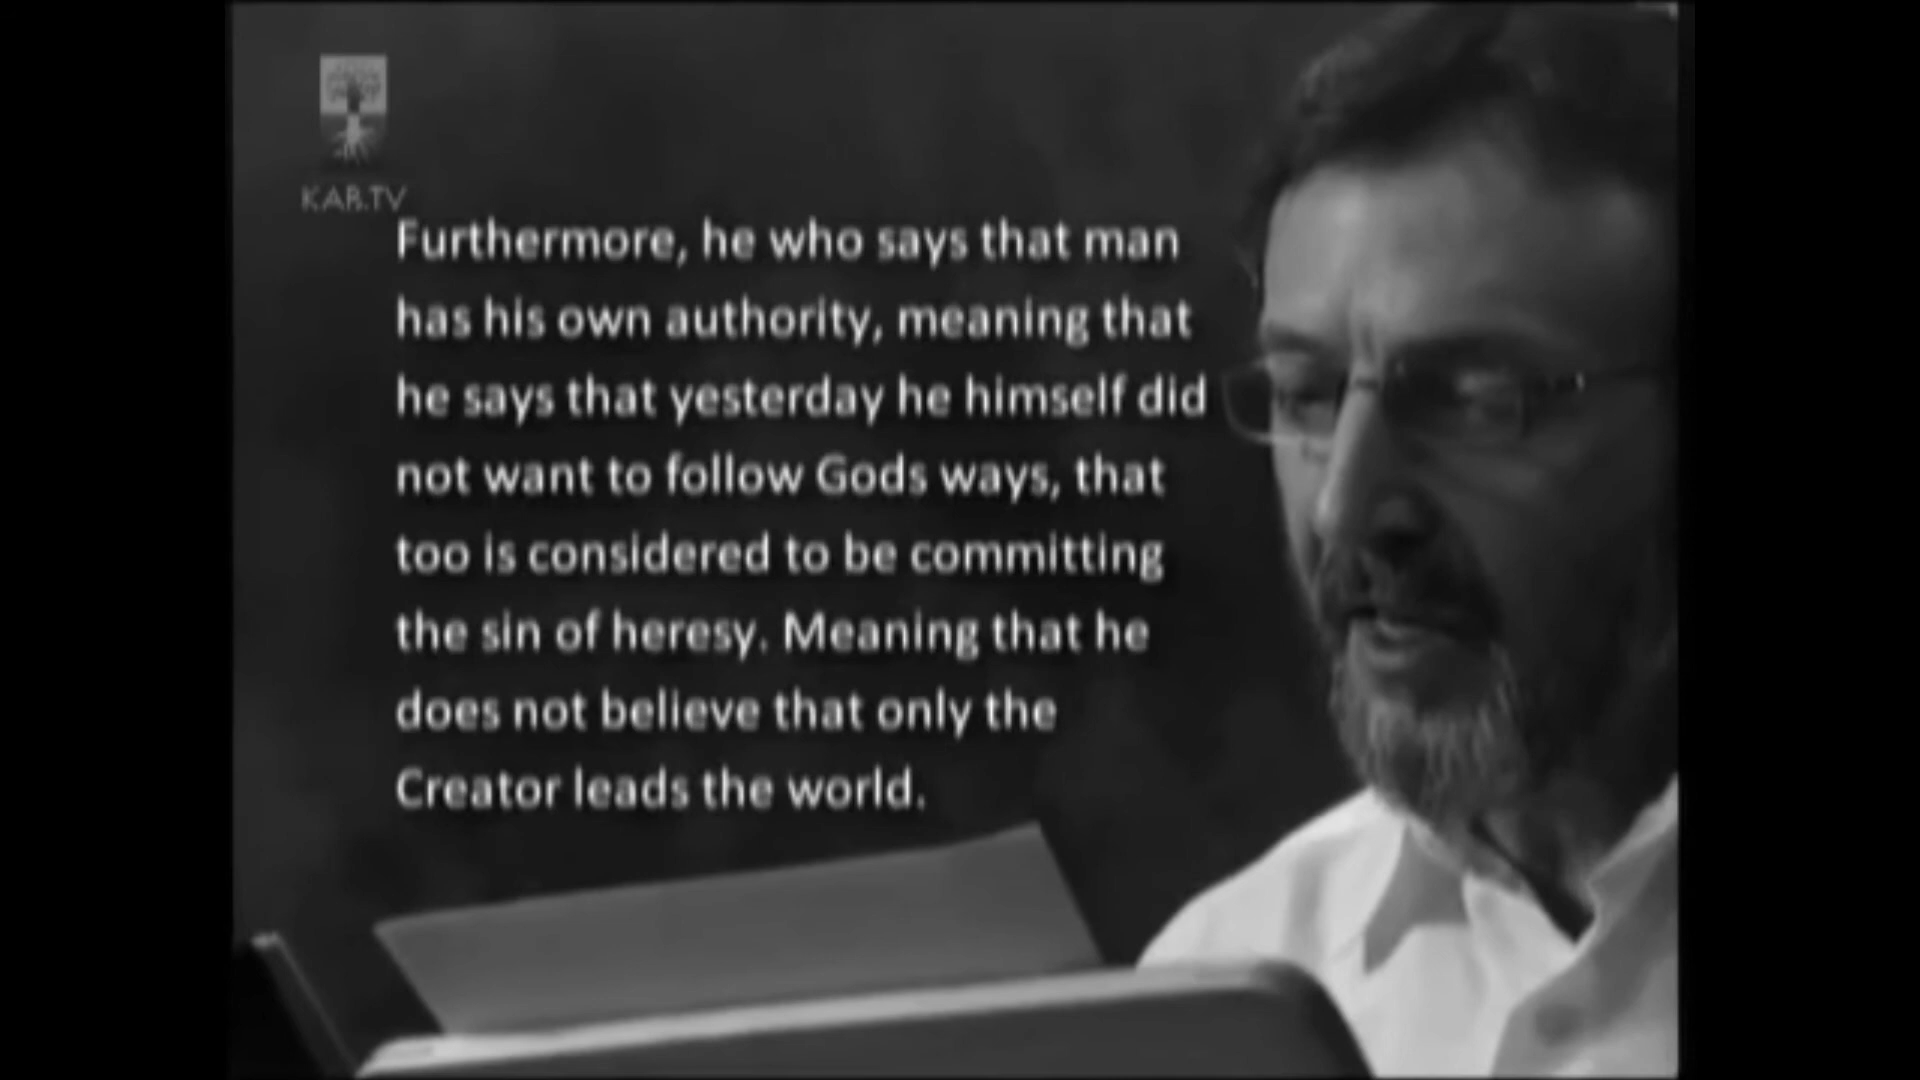 KAB.TV
Furthermore, he who says that man
has his own authority, meaning that
he says that yesterday he himself did
not want to follow Gods ways, that
too is considered to be committing
the sin of heresy. Meaning that he
does not believe that only the
Creator leads the world.